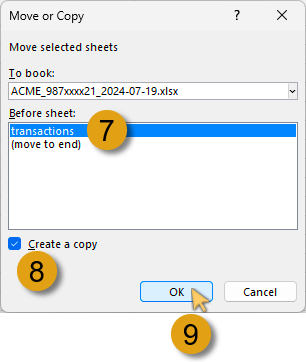 Move or Copy ? ×
Move selected sheets
To book:
ACME_987xxxx21_2024-07-19.xlsx
Before sheet:
transactions 7
(move to end)
Create a copy
8
OK Cancel
9